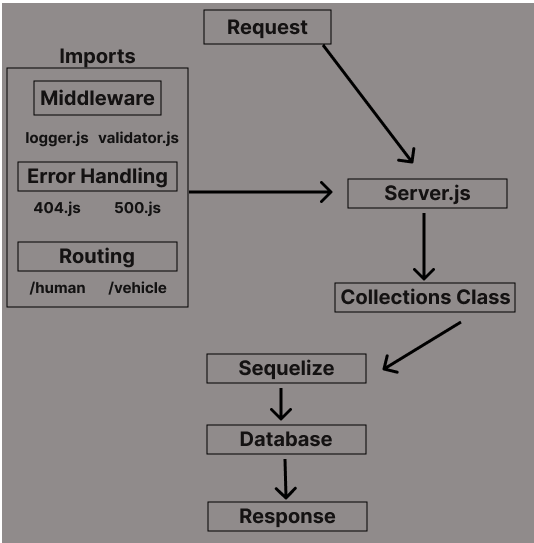 Request
Imports
Middleware
logger.js validator.js
Error Handling
404.js 500.js
Routing
/human /vehicle
Server.js
Collections Class
Sequelize
Database
Response